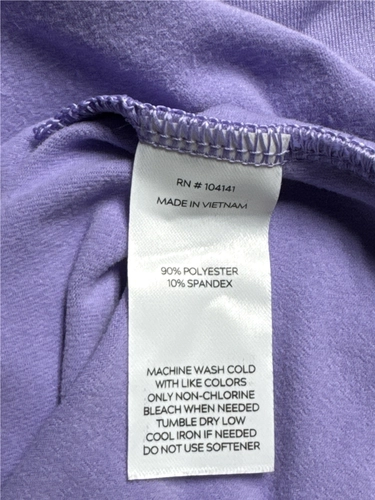 RN # 104141
MADE IN VIETNAM
90% POLYESTER
10% SPANDEX
MACHINE WASH COLD
WITH LIKE COLORS
ONLY NON-CHLORINE
BLEACH WHEN NEEDED
TUMBLE DRY LOW
COOL IRON IF NEEDED
DO NOT USE SOFTENER